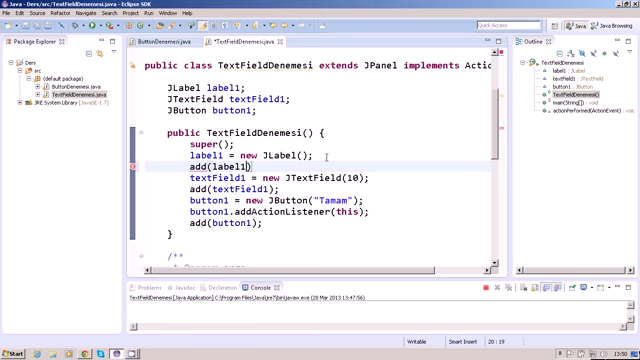 Java - Ders/src/TextFieldDenemesi.java - Eclipse SDK
File Edit Source Refactor Navigate Search Project Run Window Help
Quick Access
Java
Java Browsing
Package Explorer
Ders
src
(default package)
ButtonDenemesi.java
TextFieldDenemesi.java
JRE System Library [JavaSE-1.7]
ButtonDenemesi.java
*TextFieldDenemesi.java
public class TextFieldDenemesi extends JPanel implements Action
JLabel label1;
JTextField textField1;
JButton button1;
public TextFieldDenemesi() {
super();
label1 = new JLabel();
add(label1)
textField1 = new JTextField(10);
add(textField1);
button1 = new JButton("Tamam");
button1.addActionListener(this);
add(button1);
}
/**
Outline
TextFieldDenemesi
label1 : JLabel
textField1 : JTextField
button1 : JButton
TextFieldDenemesi()
main(String[]) : void
actionPerformed(ActionEvent) : void
Problems
Javadoc
Declaration
Console
TextFieldDenemesi [Java Application] C:\Program Files\Java\jre7\bin\javaw.exe (28 Mar 2013 13:47:56)
Writable
Smart Insert
20 : 19
Start
13:50